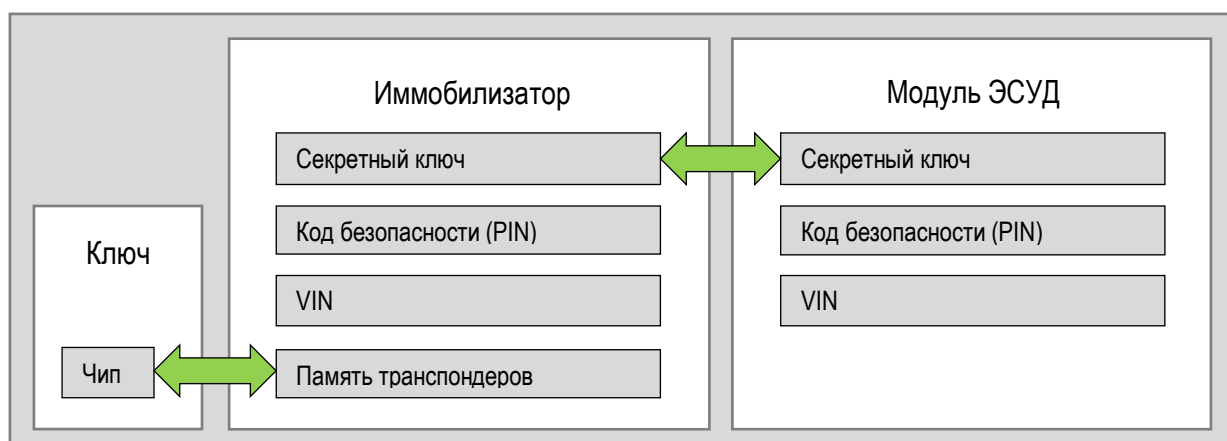 Иммобилизатор
Модуль ЭСУД
Секретный ключ
Секретный ключ
Код безопасности (PIN)
Код безопасности (PIN)
Ключ
VIN
VIN
Чип
Память транспондеров